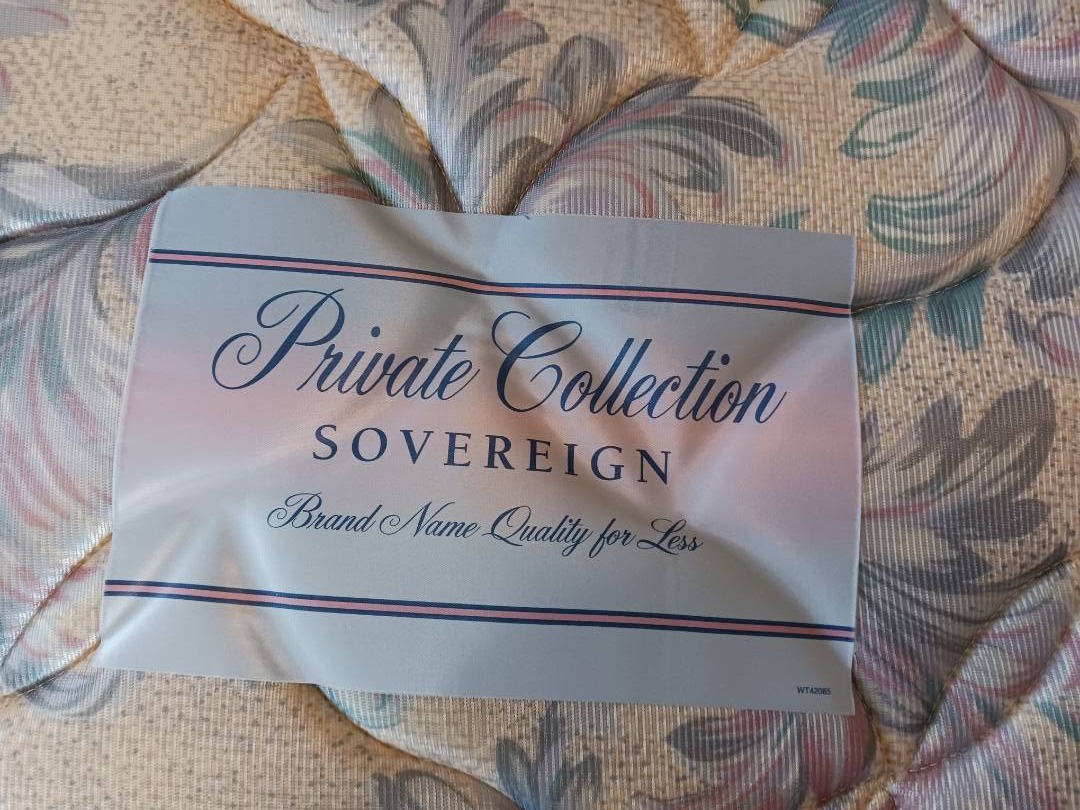 Private Collection
SOVEREIGN
Brand Name Quality for Less
WT42085